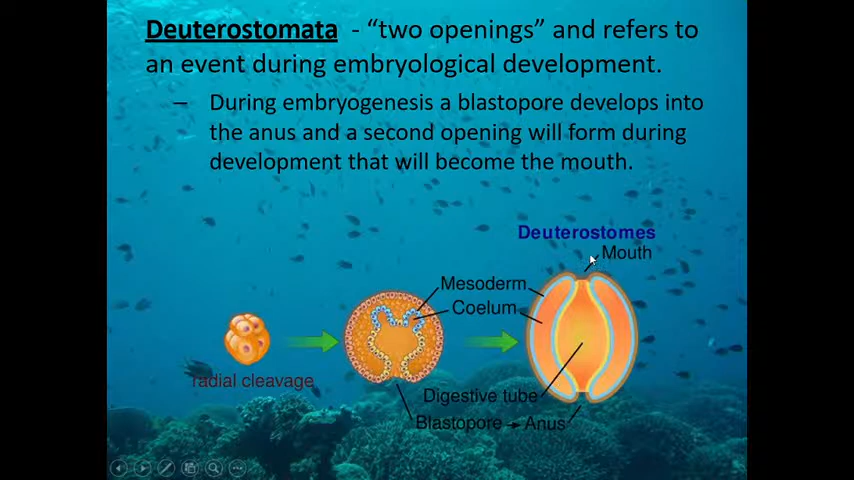 Deuterostomata - “two openings” and refers to
an event during embryological development.
– During embryogenesis a blastopore develops into
the anus and a second opening will form during
development that will become the mouth.
Deuterostomes
Mouth
Mesoderm
Coelum
radial cleavage
Digestive tube
Blastopore → Anus